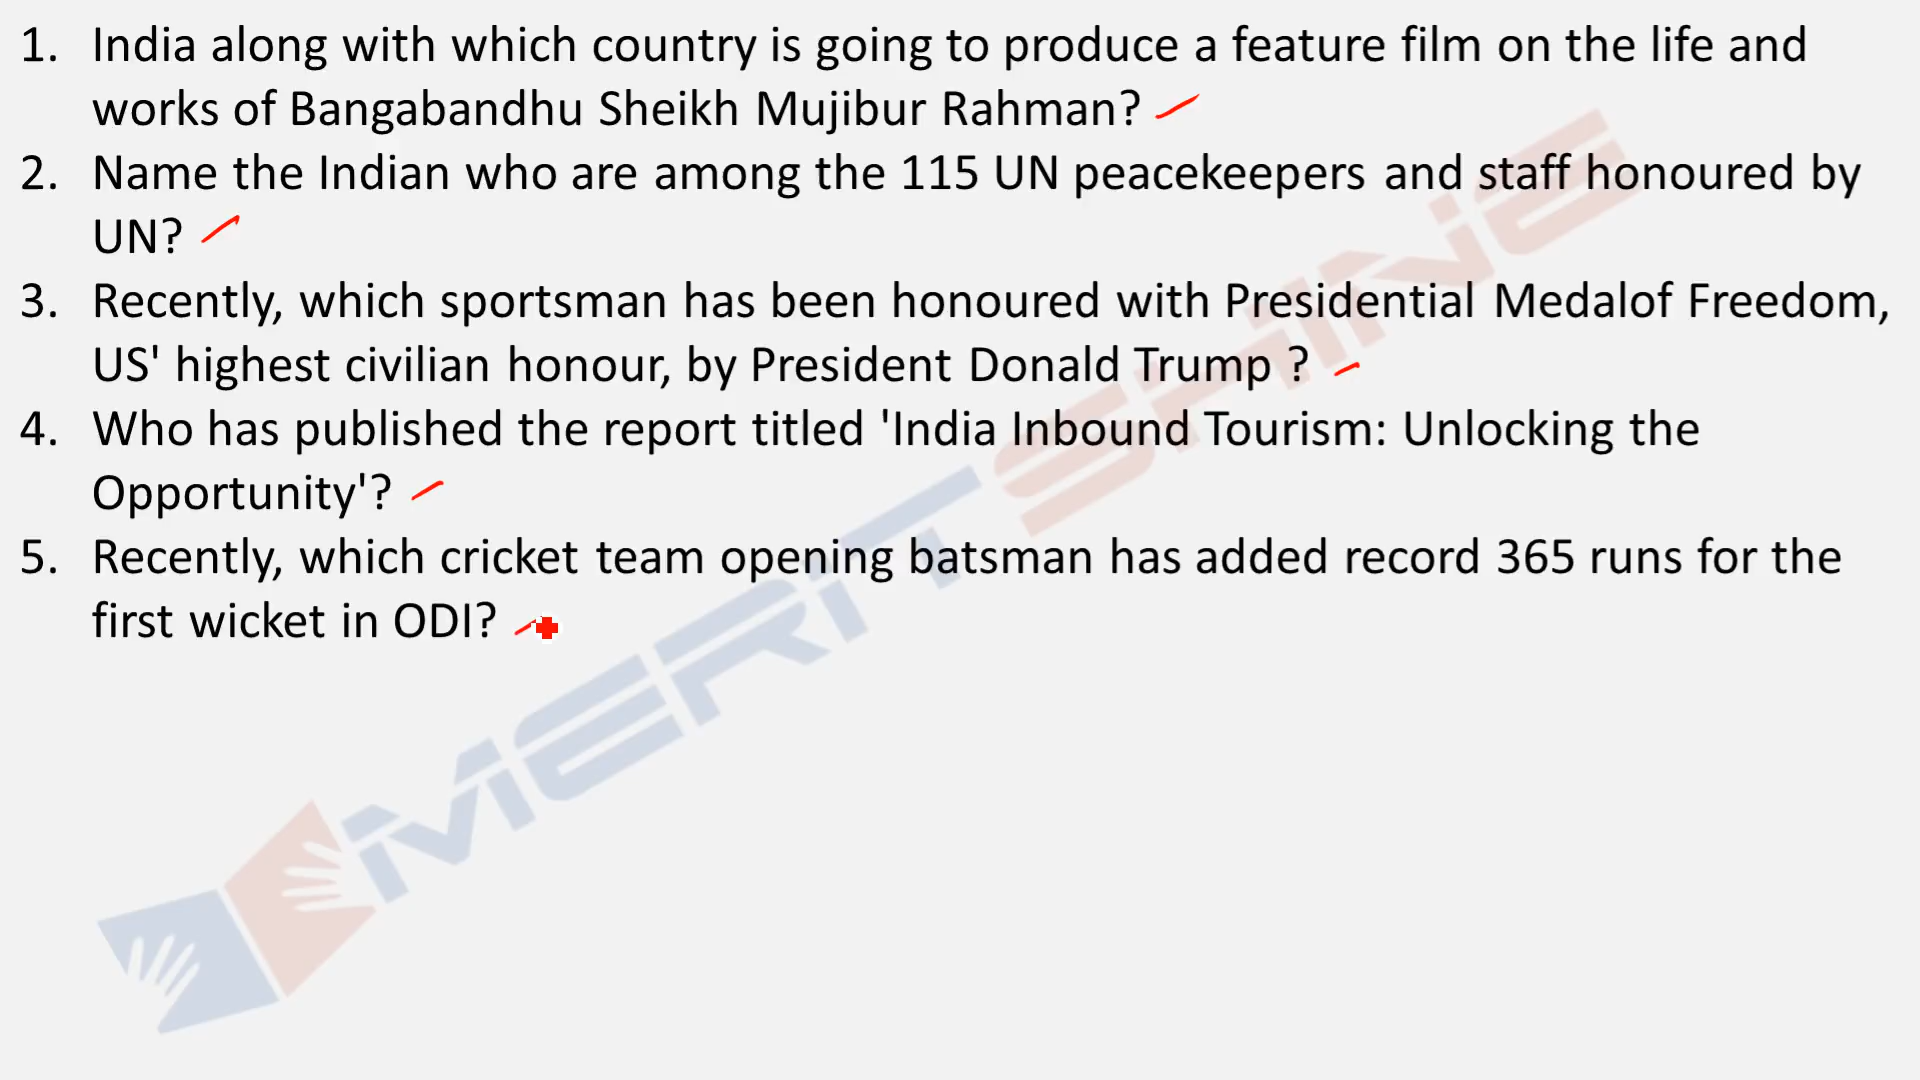 1. India along with which country is going to produce a feature film on the life and
works of Bangabandhu Sheikh Mujibur Rahman?
2. Name the Indian who are among the 115 UN peacekeepers and staff honoured by
UN?
3. Recently, which sportsman has been honoured with Presidential Medalof Freedom,
US' highest civilian honour, by President Donald Trump ?
4. Who has published the report titled 'India Inbound Tourism: Unlocking the
Opportunity'?
5. Recently, which cricket team opening batsman has added record 365 runs for the
first wicket in ODI?
MERiTSHiNE